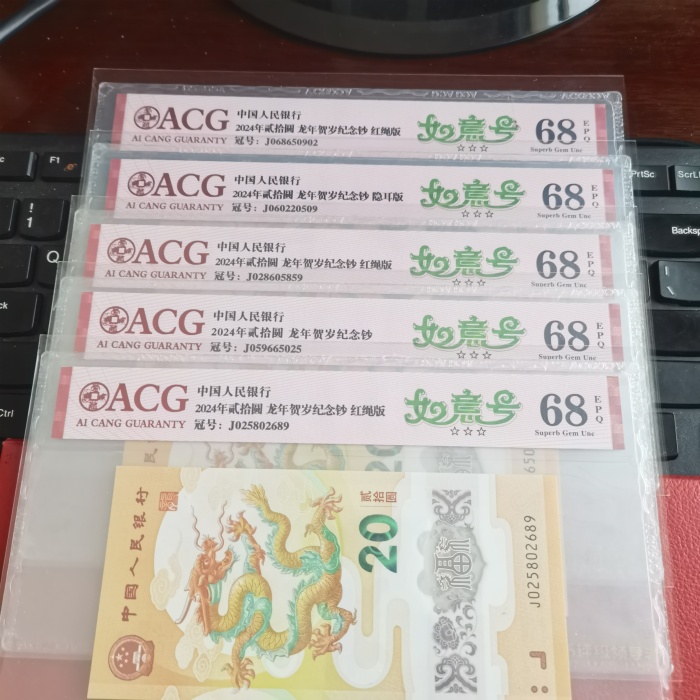 ACG
AI CANG GUARANTY
中国人民银行
2024年贰拾圆 龙年贺岁纪念钞 红绳版
冠号：J068650902
如意号
☆☆☆
68
EPQ
Superb Gem Unc
ACG
AI CANG GUARANTY
中国人民银行
2024年贰拾圆 龙年贺岁纪念钞 隐耳版
冠号：J060220509
如意号
☆☆☆
68
EPQ
Superb Gem Unc
ACG
AI CANG GUARANTY
中国人民银行
2024年贰拾圆 龙年贺岁纪念钞 红绳版
冠号：J028605859
如意号
☆☆☆
68
EPQ
Superb Gem Unc
ACG
AI CANG GUARANTY
中国人民银行
2024年贰拾圆 龙年贺岁纪念钞
冠号：J059665025
如意号
☆☆☆
68
EPQ
Superb Gem Unc
ACG
AI CANG GUARANTY
中国人民银行
2024年贰拾圆 龙年贺岁纪念钞 红绳版
冠号：J025802689
如意号
☆☆☆
68
EPQ
Superb Gem Unc
中国人民银行
贰拾圆
20
福
J025802689
F1
!
1
Q
Ctrl
PrtSc
ScrL
Backsp